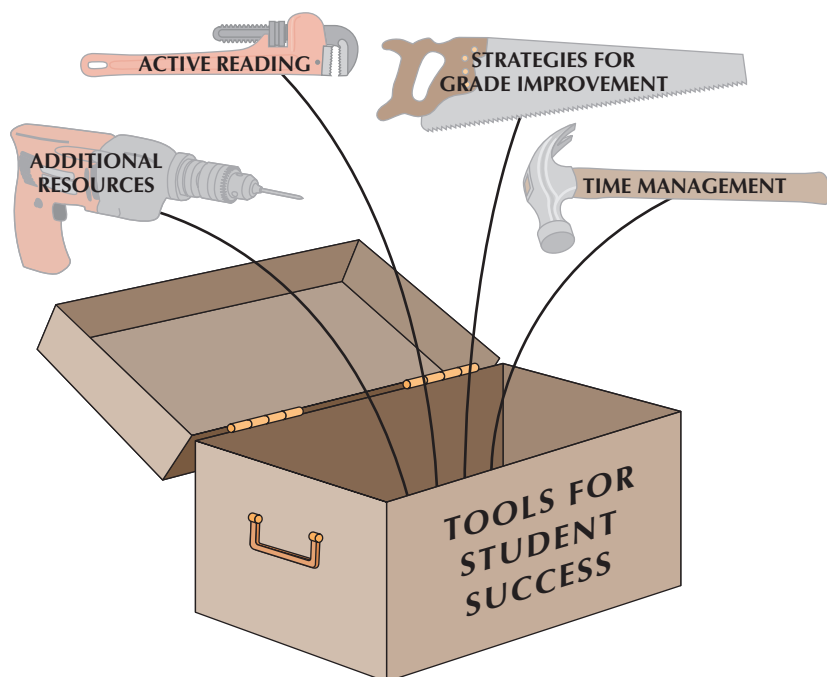 ACTIVE READING
STRATEGIES FOR
GRADE IMPROVEMENT
ADDITIONAL
RESOURCES
TIME MANAGEMENT
TOOLS FOR
STUDENT
SUCCESS